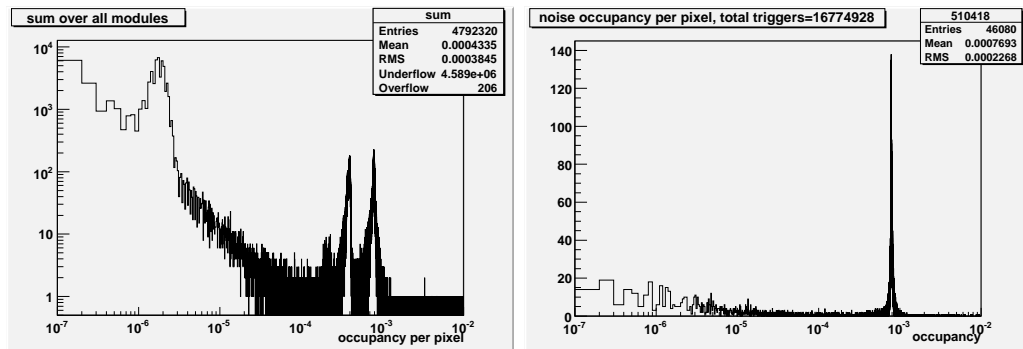 sum over all modules
sum
Entries 4792320
Mean 0.0004335
RMS 0.0003845
Underflow 4.589e+06
Overflow 206
10^4
10^3
10^2
10
1
10^-7 10^-6 10^-5 10^-4 10^-3 10^-2
occupancy per pixel
noise occupancy per pixel, total triggers=16774928
510418
Entries 46080
Mean 0.0007693
RMS 0.0002268
140
120
100
80
60
40
20
0
10^-7 10^-6 10^-5 10^-4 10^-3 10^-2
occupancy